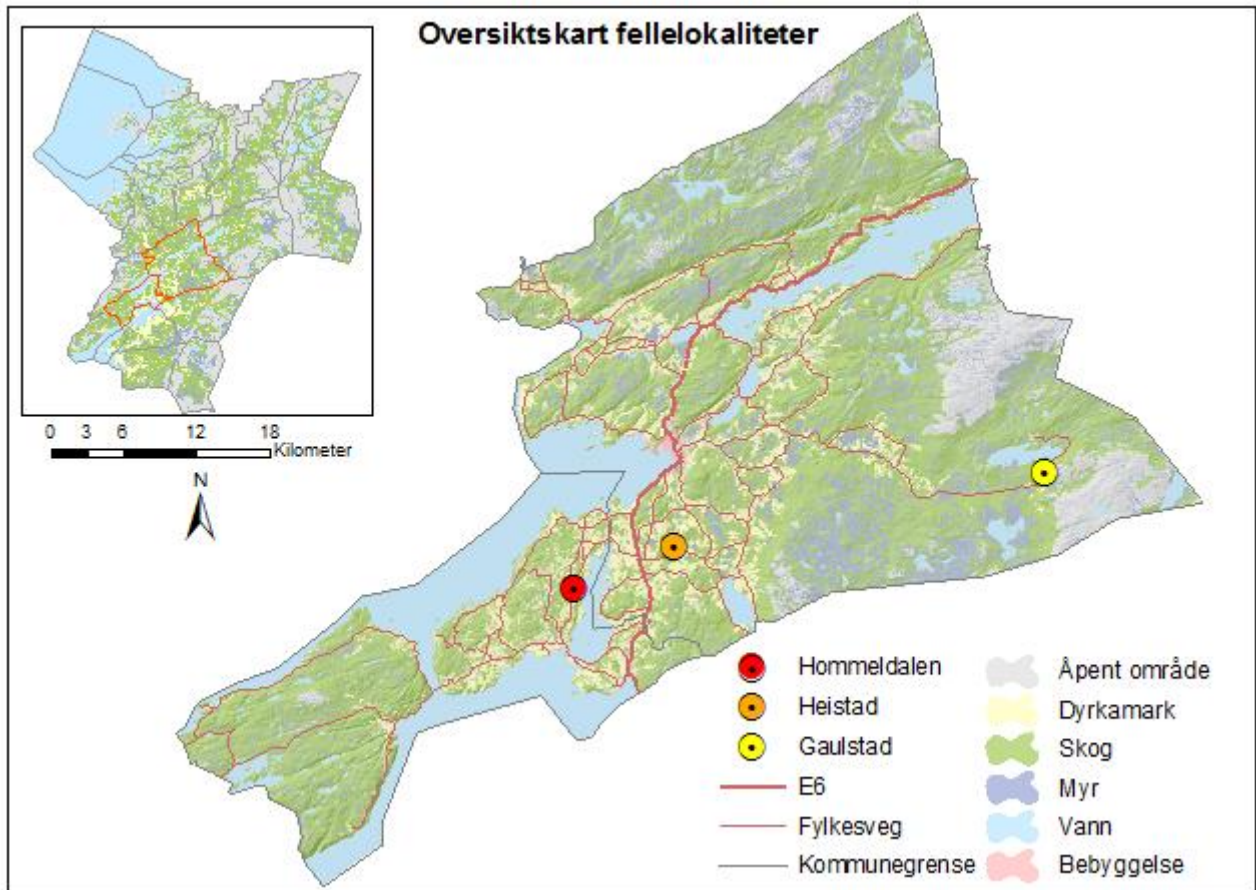 Oversiktskart fellelokaliteter
0 3 6 12 18
Kilometer
N
Hommeldalen
Heistad
Gaulstad
E6
Fylkesveg
Kommunegrense
Åpent område
Dyrkamark
Skog
Myr
Vann
Bebyggelse